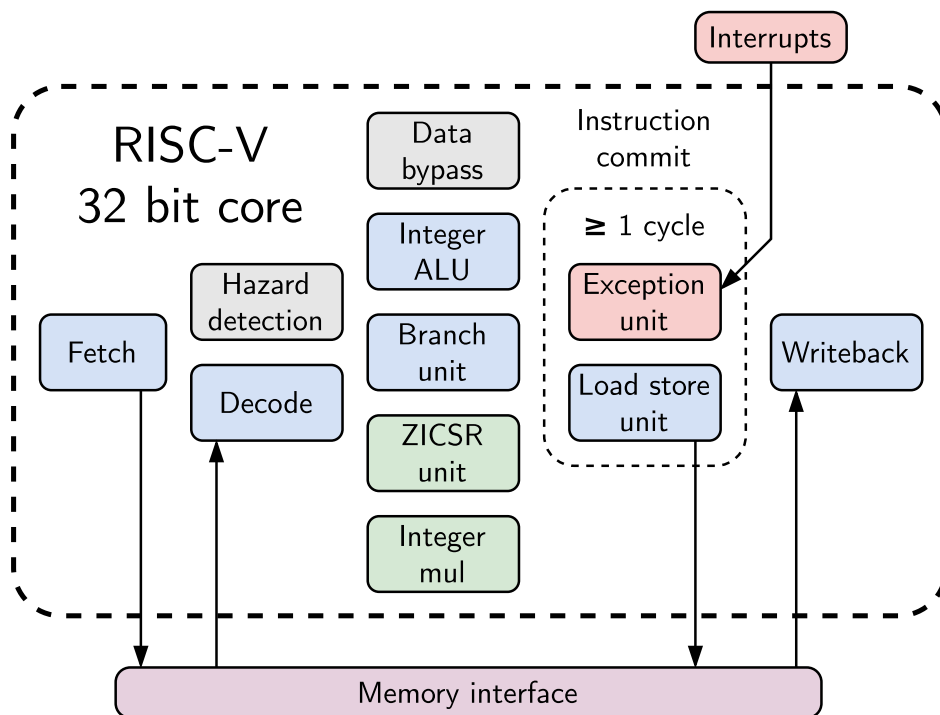 Interrupts
RISC-V
32 bit core
Data
bypass
Instruction
commit
≥ 1 cycle
Integer
ALU
Hazard
detection
Exception
unit
Fetch
Branch
unit
Writeback
Decode
Load store
unit
ZICSR
unit
Integer
mul
Memory interface